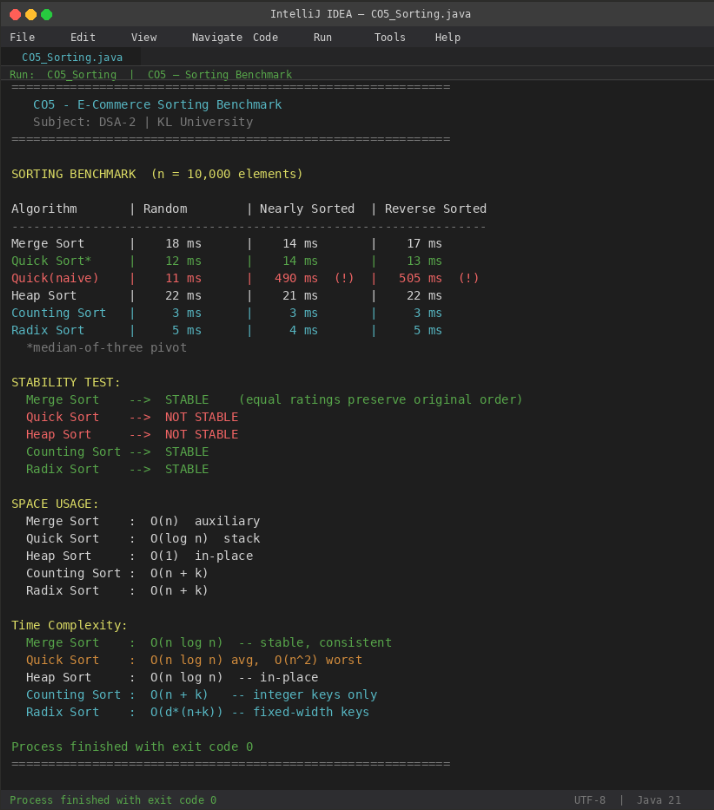 IntelliJ IDEA — CO5_Sorting.java
File Edit View Navigate Code Run Tools Help
CO5_Sorting.java
Run: CO5_Sorting | CO5 — Sorting Benchmark
============================================================
CO5 - E-Commerce Sorting Benchmark
Subject: DSA-2 | KL University
============================================================
SORTING BENCHMARK (n = 10,000 elements)
Algorithm | Random | Nearly Sorted | Reverse Sorted
-----------------------------------------------------------------
Merge Sort | 18 ms | 14 ms | 17 ms
Quick Sort* | 12 ms | 14 ms | 13 ms
Quick(naive) | 11 ms | 490 ms (!) | 505 ms (!)
Heap Sort | 22 ms | 21 ms | 22 ms
Counting Sort | 3 ms | 3 ms | 3 ms
Radix Sort | 5 ms | 4 ms | 5 ms
*median-of-three pivot
STABILITY TEST:
Merge Sort --> STABLE (equal ratings preserve original order)
Quick Sort --> NOT STABLE
Heap Sort --> NOT STABLE
Counting Sort --> STABLE
Radix Sort --> STABLE
SPACE USAGE:
Merge Sort : O(n) auxiliary
Quick Sort : O(log n) stack
Heap Sort : O(1) in-place
Counting Sort : O(n + k)
Radix Sort : O(n + k)
Time Complexity:
Merge Sort : O(n log n) -- stable, consistent
Quick Sort : O(n log n) avg, O(n^2) worst
Heap Sort : O(n log n) -- in-place
Counting Sort : O(n + k) -- integer keys only
Radix Sort : O(d*(n+k)) -- fixed-width keys
Process finished with exit code 0
============================================================
Process finished with exit code 0 UTF-8 | Java 21